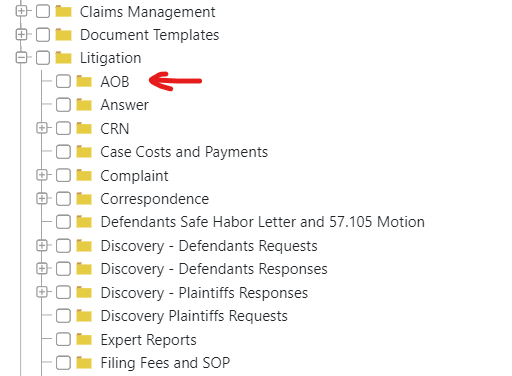 Claims Management
Document Templates
Litigation
AOB
Answer
CRN
Case Costs and Payments
Complaint
Correspondence
Defendants Safe Habor Letter and 57.105 Motion
Discovery - Defendants Requests
Discovery - Defendants Responses
Discovery - Plaintiffs Responses
Discovery Plaintiffs Requests
Expert Reports
Filing Fees and SOP